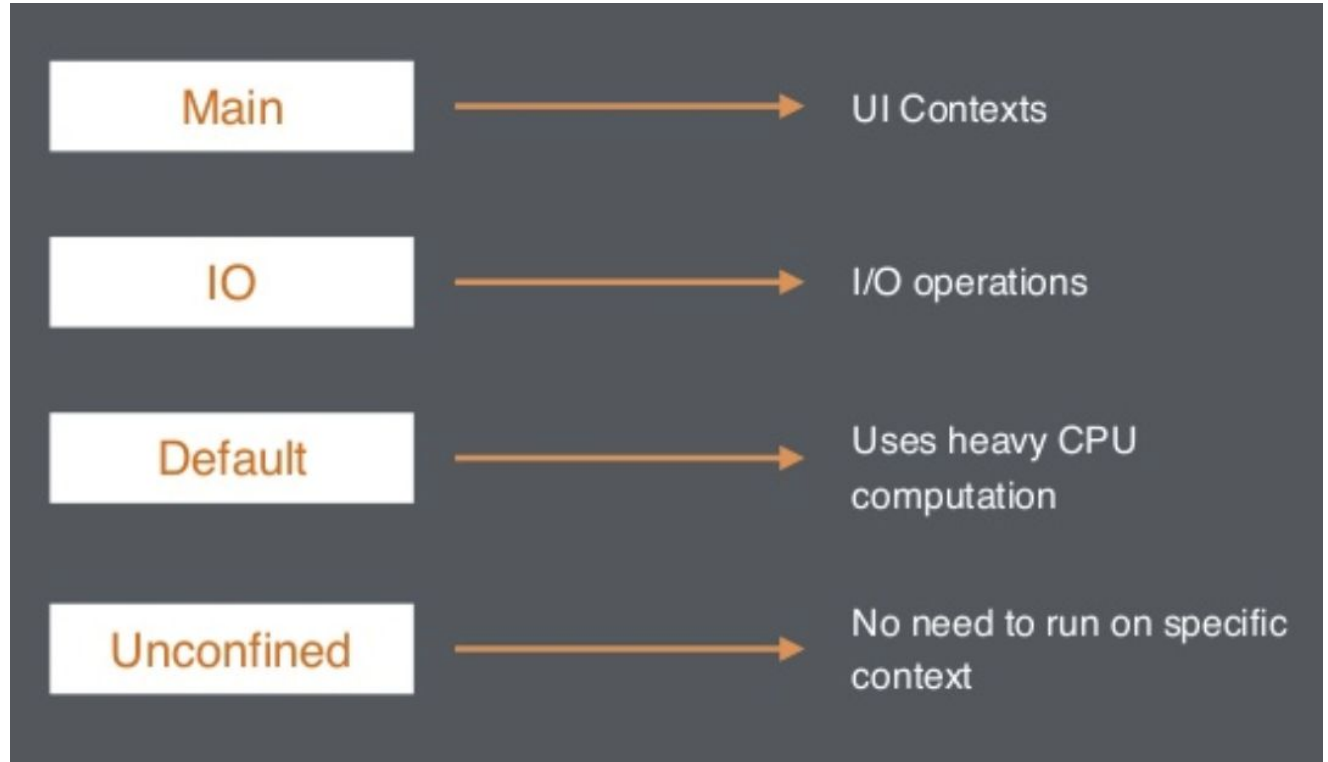 Main
UI Contexts
IO
I/O operations
Default
Uses heavy CPU
computation
Unconfined
No need to run on specific
context